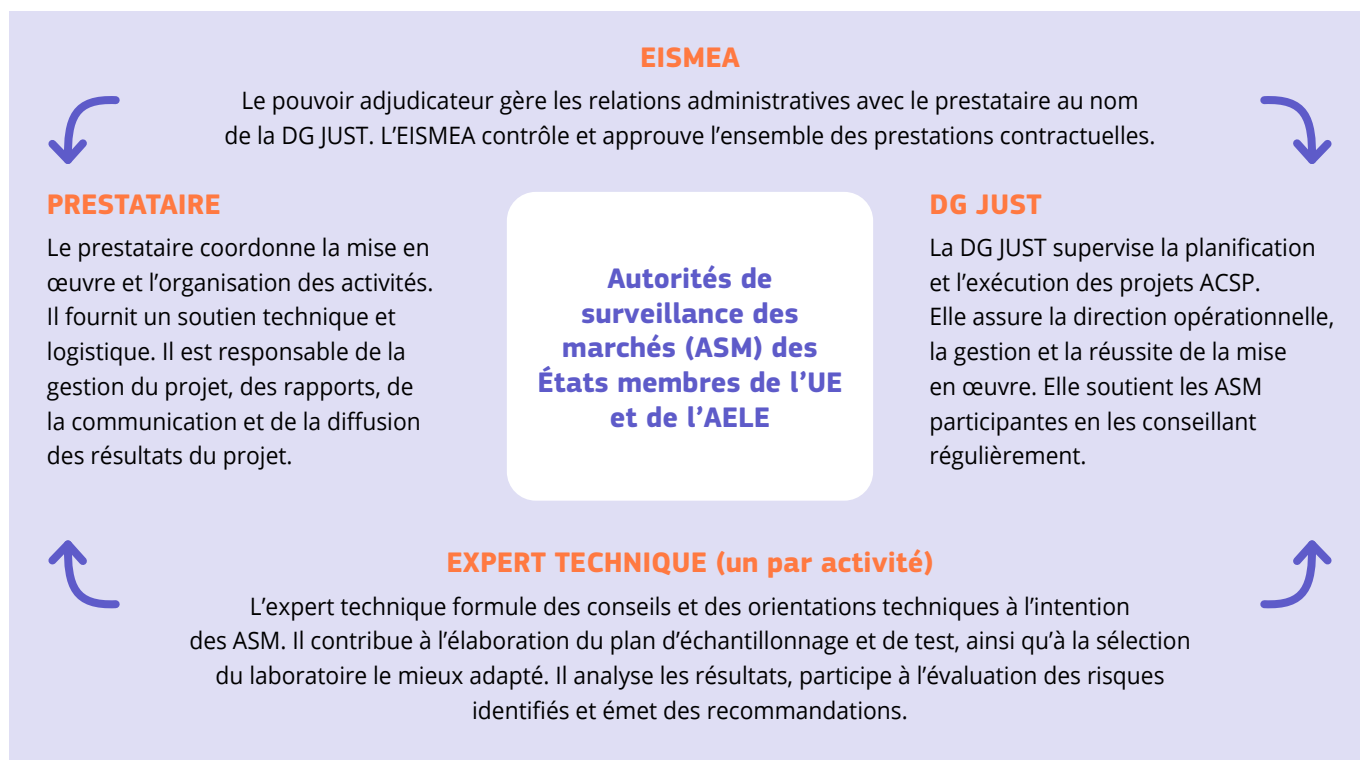 EISMEA
Le pouvoir adjudicateur gère les relations administratives avec le prestataire au nom
de la DG JUST. L’EISMEA contrôle et approuve l’ensemble des prestations contractuelles.
PRESTATAIRE
Le prestataire coordonne la mise en
œuvre et l’organisation des activités.
Il fournit un soutien technique et
logistique. Il est responsable de la
gestion du projet, des rapports, de
la communication et de la diffusion
des résultats du projet.
Autorités de
surveillance des
marchés (ASM) des
États membres de l’UE
et de l’AELE
DG JUST
La DG JUST supervise la planification
et l’exécution des projets ACSP.
Elle assure la direction opérationnelle,
la gestion et la réussite de la mise
en œuvre. Elle soutient les ASM
participantes en les conseillant
régulièrement.
EXPERT TECHNIQUE (un par activité)
L’expert technique formule des conseils et des orientations techniques à l’intention
des ASM. Il contribue à l’élaboration du plan d’échantillonnage et de test, ainsi qu’à la sélection
du laboratoire le mieux adapté. Il analyse les résultats, participe à l’évaluation des risques
identifiés et émet des recommandations.